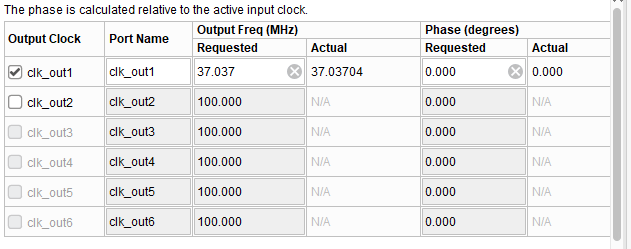 The phase is calculated relative to the active input clock.
Output Clock Port Name Output Freq (MHz) Phase (degrees)
Requested Actual Requested Actual
clk_out1 clk_out1 37.037 37.03704 0.000 0.000
clk_out2 clk_out2 100.000 N/A 0.000 N/A
clk_out3 clk_out3 100.000 N/A 0.000 N/A
clk_out4 clk_out4 100.000 N/A 0.000 N/A
clk_out5 clk_out5 100.000 N/A 0.000 N/A
clk_out6 clk_out6 100.000 N/A 0.000 N/A